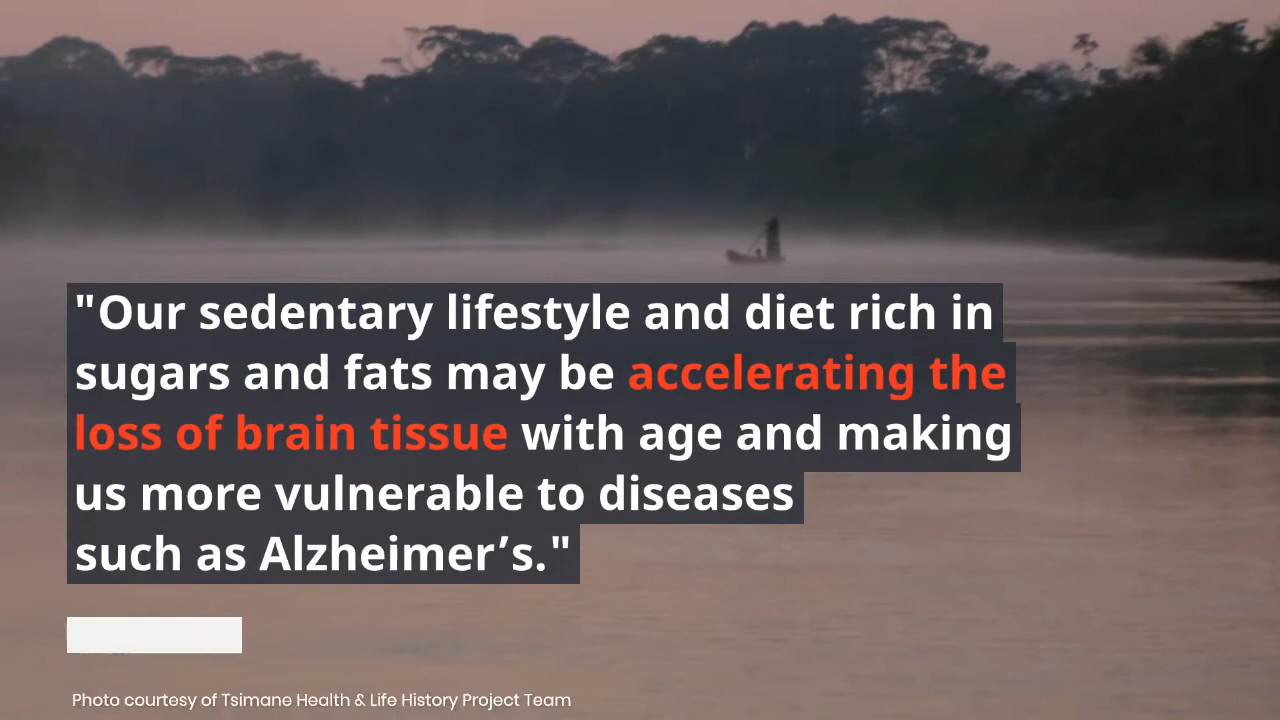 "Our sedentary lifestyle and diet rich in
sugars and fats may be accelerating the
loss of brain tissue with age and making
us more vulnerable to diseases
such as Alzheimer’s."
Photo courtesy of Tsimane Health & Life History Project Team